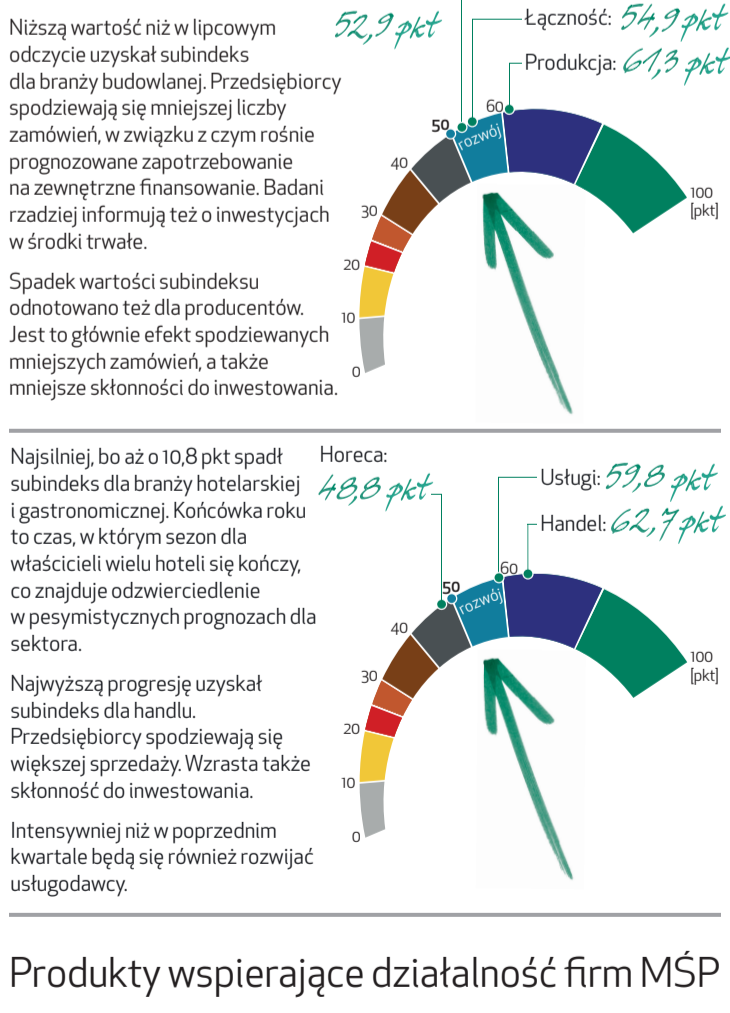 Niższą wartość niż w lipcowym
odczycie uzyskał subindeks
dla branży budowlanej. Przedsiębiorcy
spodziewają się mniejszej liczby
zamówień, w związku z czym rośnie
prognozowane zapotrzebowanie
na zewnętrzne finansowanie. Badani
rzadziej informują też o inwestycjach
w środki trwałe.
Spadek wartości subindeksu
odnotowano też dla producentów.
Jest to głównie efekt spodziewanych
mniejszych zamówień, a także
mniejsze skłonności do inwestowania.
52,9 pkt
Łączność: 54,9 pkt
Produkcja: 61,3 pkt
60
50
rozwój
40
30
20
10
0
100
[pkt]
Najsilniej, bo aż o 10,8 pkt spadł
subindeks dla branży hotelarskiej
i gastronomicznej. Końcówka roku
to czas, w którym sezon dla
właścicieli wielu hoteli się kończy,
co znajduje odzwierciedlenie
w pesymistycznych prognozach dla
sektora.
Najwyższą progresję uzyskał
subindeks dla handlu.
Przedsiębiorcy spodziewają się
większej sprzedaży. Wzrasta także
skłonność do inwestowania.
Intensywniej niż w poprzednim
kwartale będą się również rozwijać
usługodawcy.
Horeca:
48,8 pkt
Usługi: 59,8 pkt
Handel: 62,7 pkt
60
50
rozwój
40
30
20
10
0
100
[pkt]
Produkty wspierające działalność firm MŚP